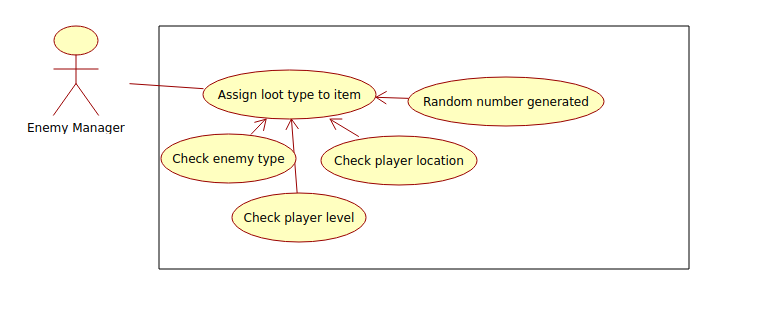 Assign loot type to item
Random number generated
Enemy Manager
Check enemy type
Check player location
Check player level